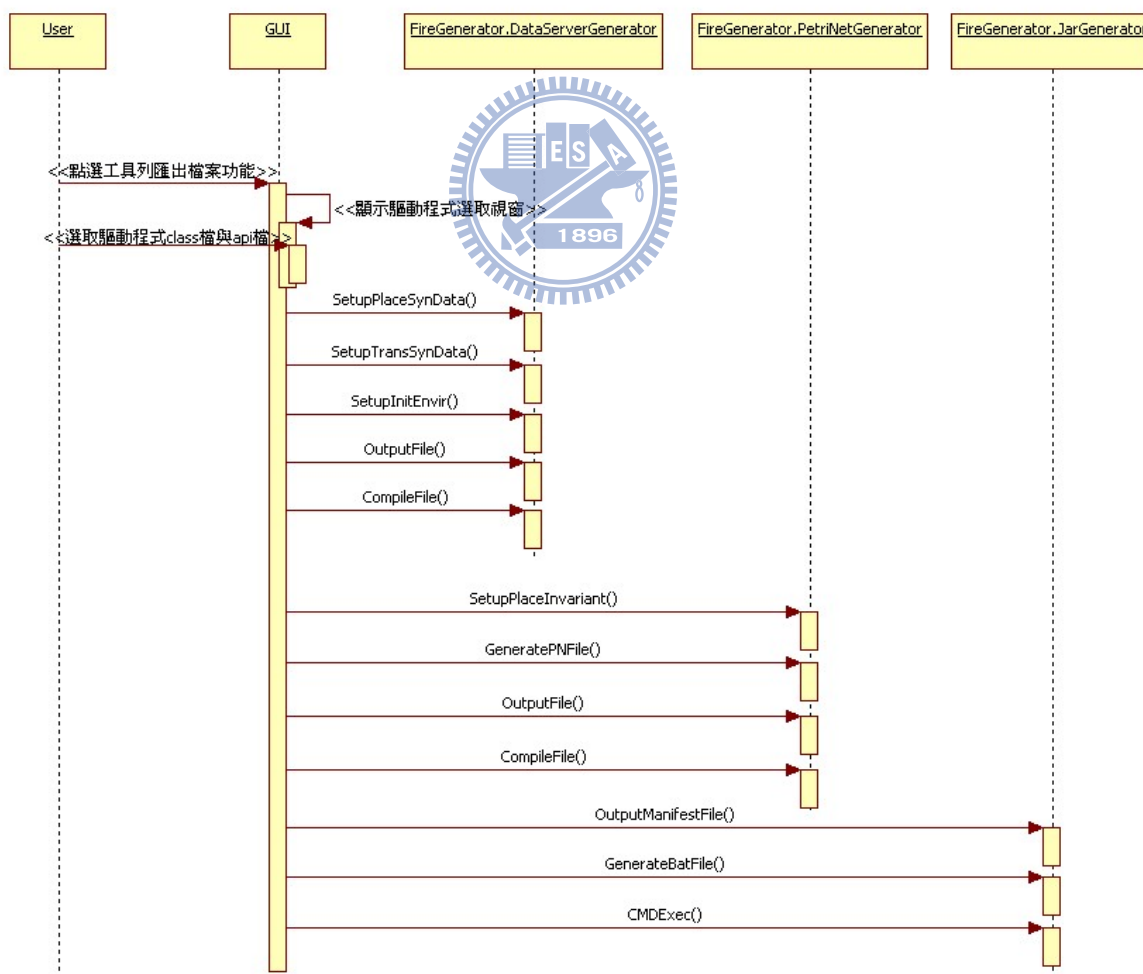 User
GUI
FireGenerator.DataServerGenerator
FireGenerator.PetriNetGenerator
FireGenerator.JarGenerator
ESA
1896
<<點選工具列匯出檔案功能>>
<<顯示驅動程式選取視窗>>
<<選取驅動程式class檔與api檔>>
SetupPlaceSynData()
SetupTransSynData()
SetupInitEnvir()
OutputFile()
CompileFile()
SetupPlaceInvariant()
GeneratePNFile()
OutputFile()
CompileFile()
OutputManifestFile()
GenerateBatFile()
CMDExec()